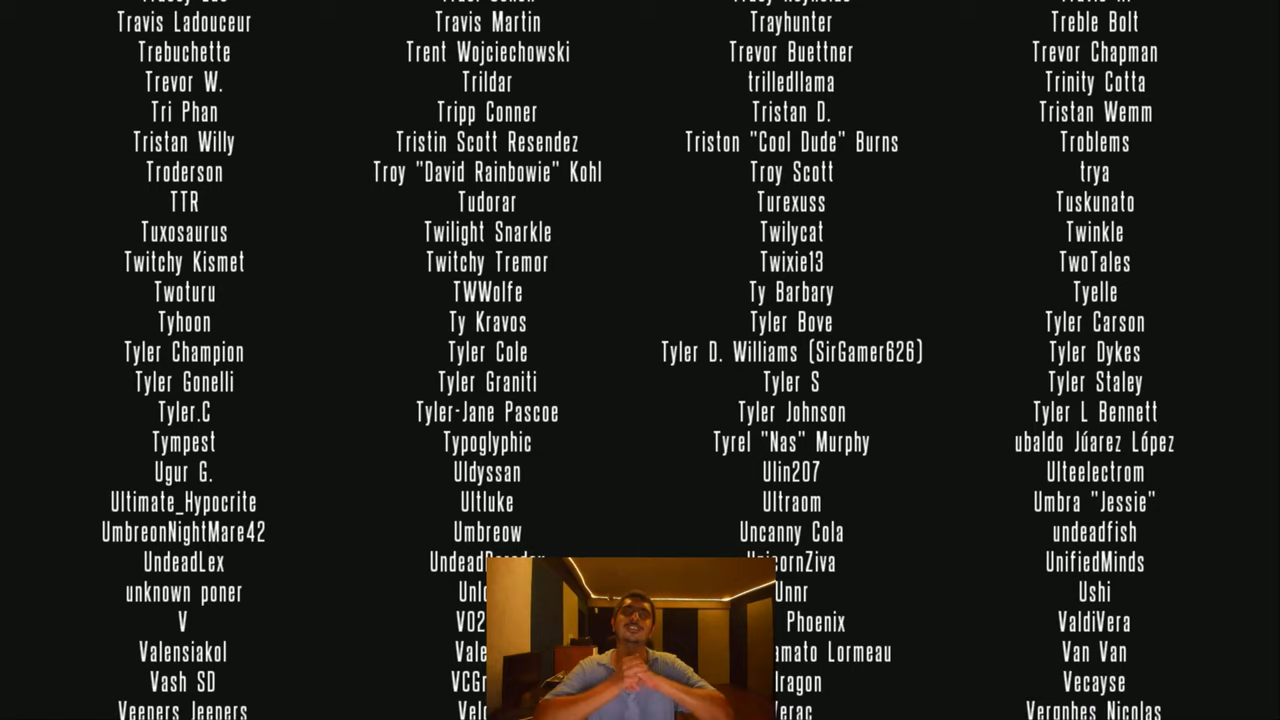 Travis Ladouceur Travis Martin Trayhunter Treble Bolt
Trebuchette Trent Wojciechowski Trevor Buettner Trevor Chapman
Trevor W. Trildar trilledllama Trinity Cotta
Tri Phan Tripp Conner Tristan D. Tristan Wemm
Tristan Willy Tristin Scott Resendez Triston "Cool Dude" Burns Troblems
Troderson Troy "David Rainbowie" Kohl Troy Scott trya
TTR Tudorar Turexuss Tuskunato
Tuxosaurus Twilight Snarkle Twilycat Twinkle
Twitchy Kismet Twitchy Tremor Twixie13 TwoTales
Twoturu TWWolfe Ty Barbary Tyelle
Tyhoon Ty Kravos Tyler Bove Tyler Carson
Tyler Champion Tyler Cole Tyler D. Williams (SirGamer626) Tyler Dykes
Tyler Gonelli Tyler Graniti Tyler S Tyler Staley
Tyler.C Tyler-Jane Pascoe Tyler Johnson Tyler L Bennett
Tympest Typoglyphic Tyrel "Nas" Murphy ubaldo Júarez López
Ugur G. Uldyssan Ulin207 Ulteelectrom
Ultimate_Hypocrite Ultluke Ultraom Umbra "Jessie"
UmbreonNightMare42 Umbreow Uncanny Cola undeadfish
UndeadLex UnifiedMinds
unknown poner Unnr Ushi
V Phoenix ValdiVera
Valensiakol Lormeau Van Van
Vash SD Vecayse
Veepers Jeepers Vergphes Nicolas